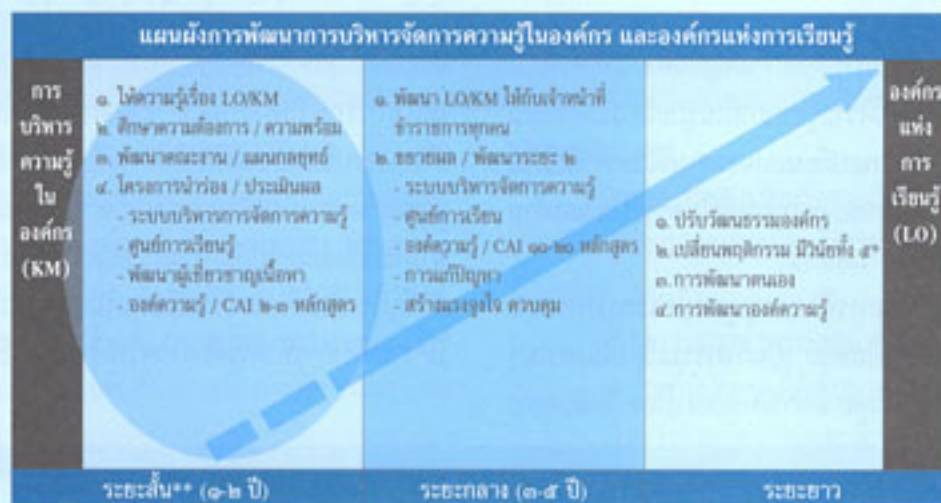 แผนผังการพัฒนาการบริหารจัดการความรู้ในองค์กร และองค์กรแห่งการเรียนรู้
การ
บริหาร
ความรู้
ใน
องค์กร
(KM)
๑. ให้ความรู้เรื่อง LO/KM
๒. ศึกษาความต้องการ / ความพร้อม
๓. พัฒนาคณะงาน / แผนกลยุทธ์
๔. โครงการนำร่อง / ประเมินผล
- ระบบบริหารการจัดการความรู้
- ศูนย์การเรียนรู้
- พัฒนาผู้เชี่ยวชาญเนื้อหา
- องค์ความรู้ / CAI ๒-๓ หลักสูตร
๑. พัฒนา LO/KM ให้กับเจ้าหน้าที่
ข้าราชการทุกคน
๒. ขยายผล / พัฒนาระยะ ๒
- ระบบบริหารจัดการความรู้
- ศูนย์การเรียน
- องค์ความรู้ / CAI ๑๐-๒๐ หลักสูตร
- การแก้ปัญหา
- สร้างแรงจูงใจ ควบคุม
๑. ปรับวัฒนธรรมองค์กร
๒. เปลี่ยนพฤติกรรม มีวินัยทั้ง ๕*
๓. การพัฒนาตนเอง
๔. การพัฒนาองค์ความรู้
องค์กร
แห่ง
การ
เรียนรู้
(LO)
ระยะสั้น** (๑-๒ ปี)
ระยะกลาง (๓-๕ ปี)
ระยะยาว